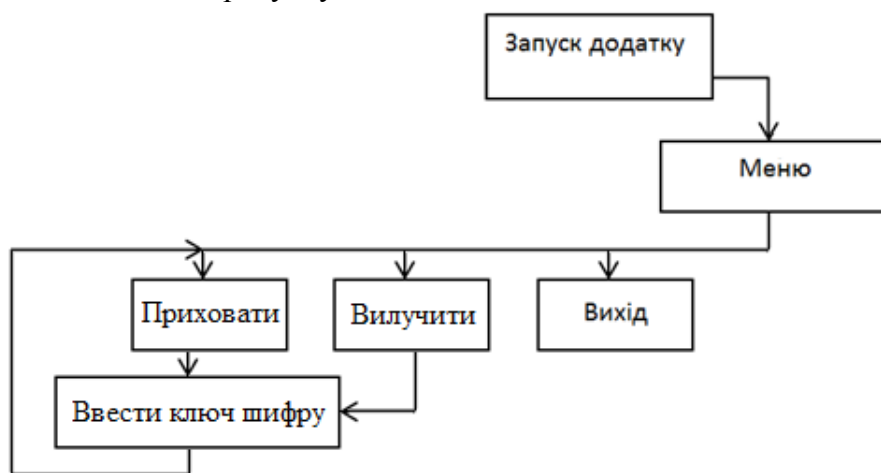 Запуск додатку
Меню
Приховати
Вилучити
Вихід
Ввести ключ шифру